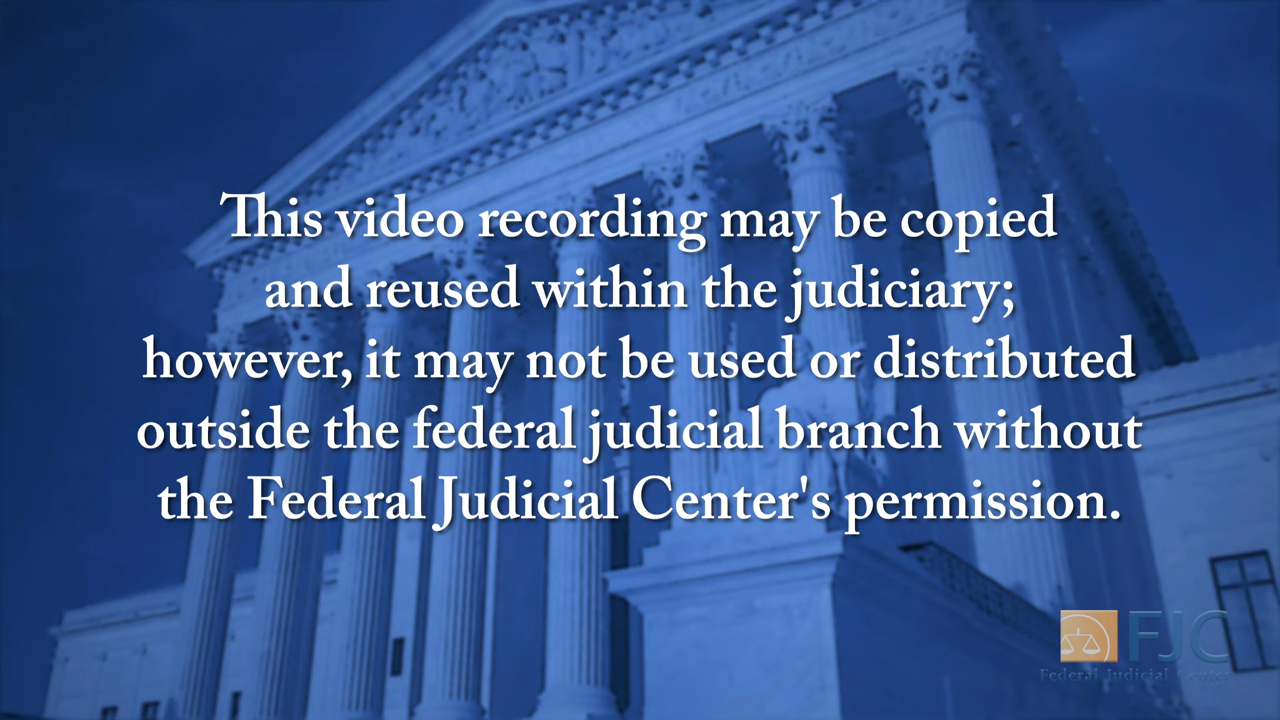 This video recording may be copied
and reused within the judiciary;
however, it may not be used or distributed
outside the federal judicial branch without
the Federal Judicial Center's permission.
FJC
Federal Judicial Center